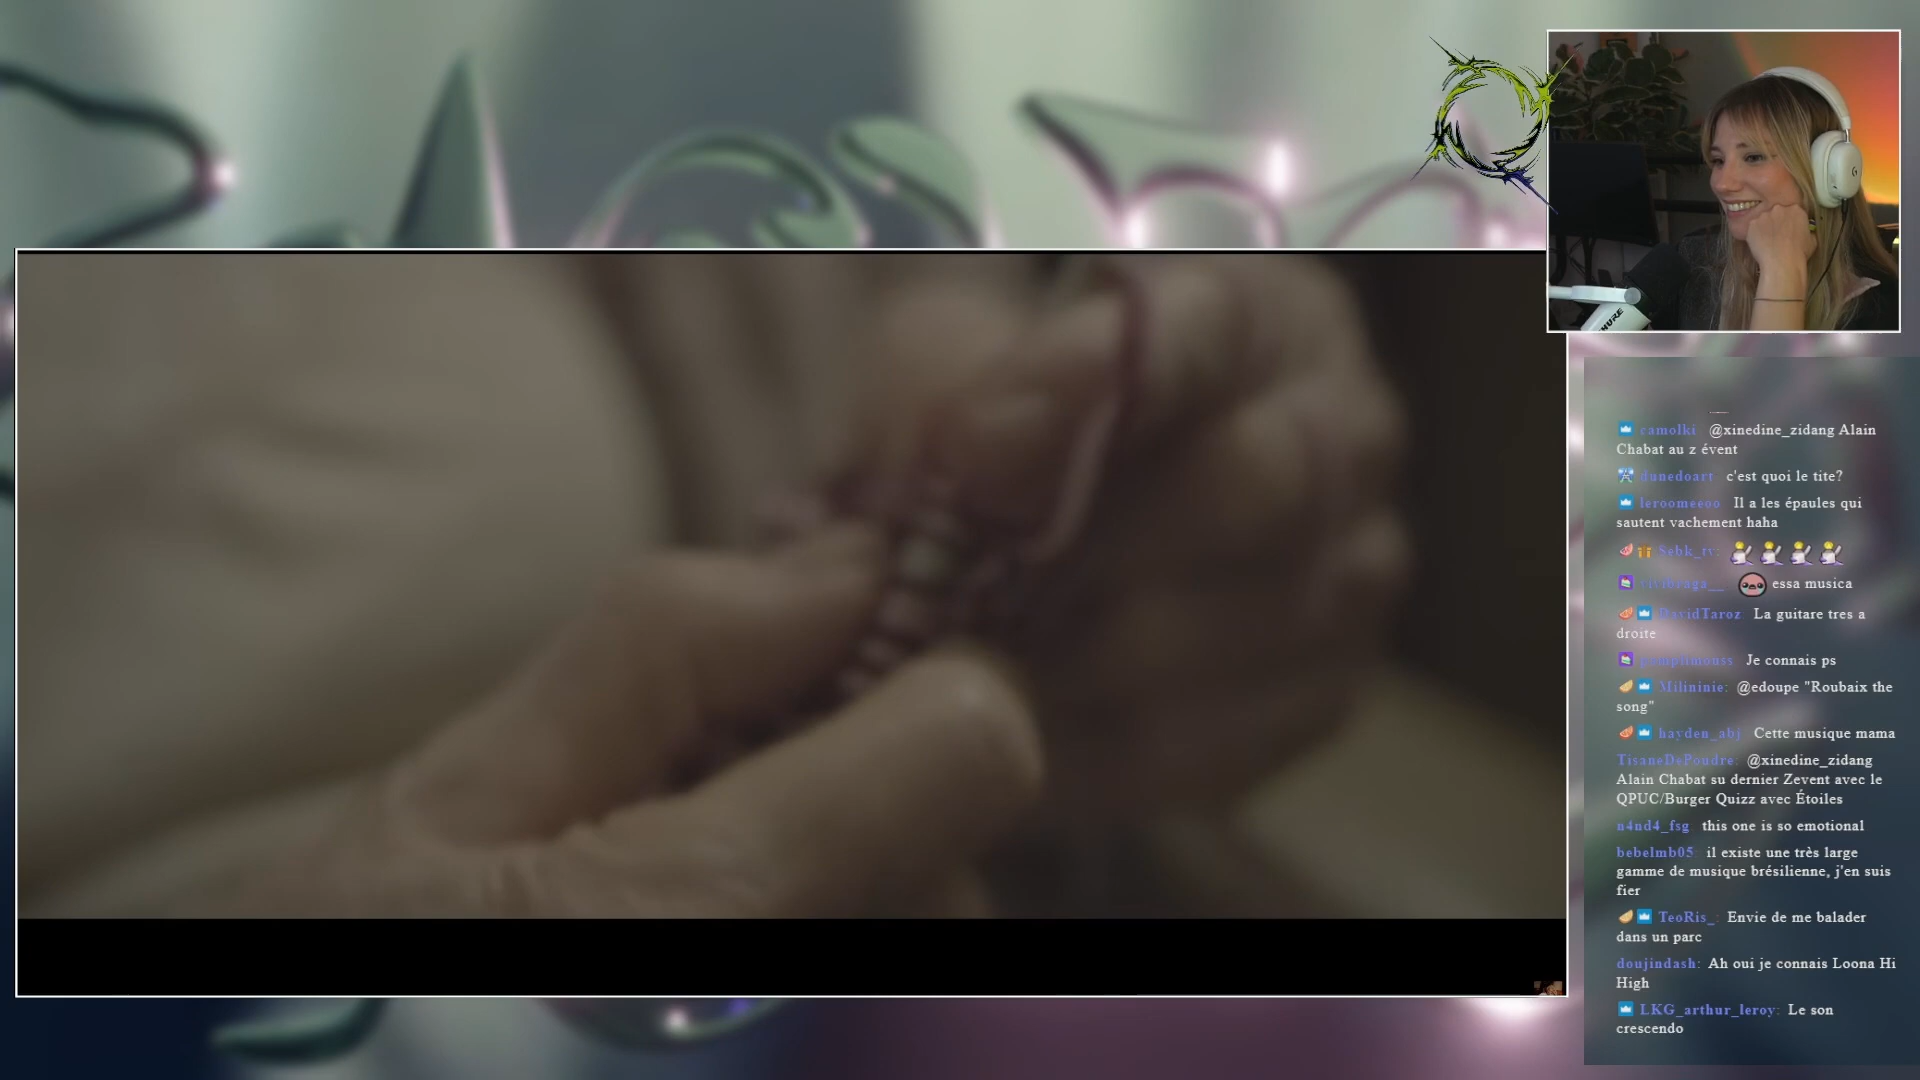 HURE
camolki @xinedine_zidang Alain
Chabat au z évent
dunedoart c'est quoi le tite?
leroomeeoo Il a les épaules qui
sautent vachement haha
Sebk_rv:
essa musica
DavidTaroz La guitare tres a
droite
Je connais ps
Milininie: @edoupe "Roubaix the
song"
hayden_abj Cette musique mama
TisaneDePoudre: @xinedine_zidang
Alain Chabat su dernier Zevent avec le
QPUC/Burger Quizz avec Étoiles
n4nd4_fsg this one is so emotional
bebelmb05 il existe une très large
gamme de musique brésilienne, j'en suis
fier
TeoRis_: Envie de me balader
dans un parc
doujindash: Ah oui je connais Loona Hi
High
LKG_arthur_leroy: Le son
crescendo